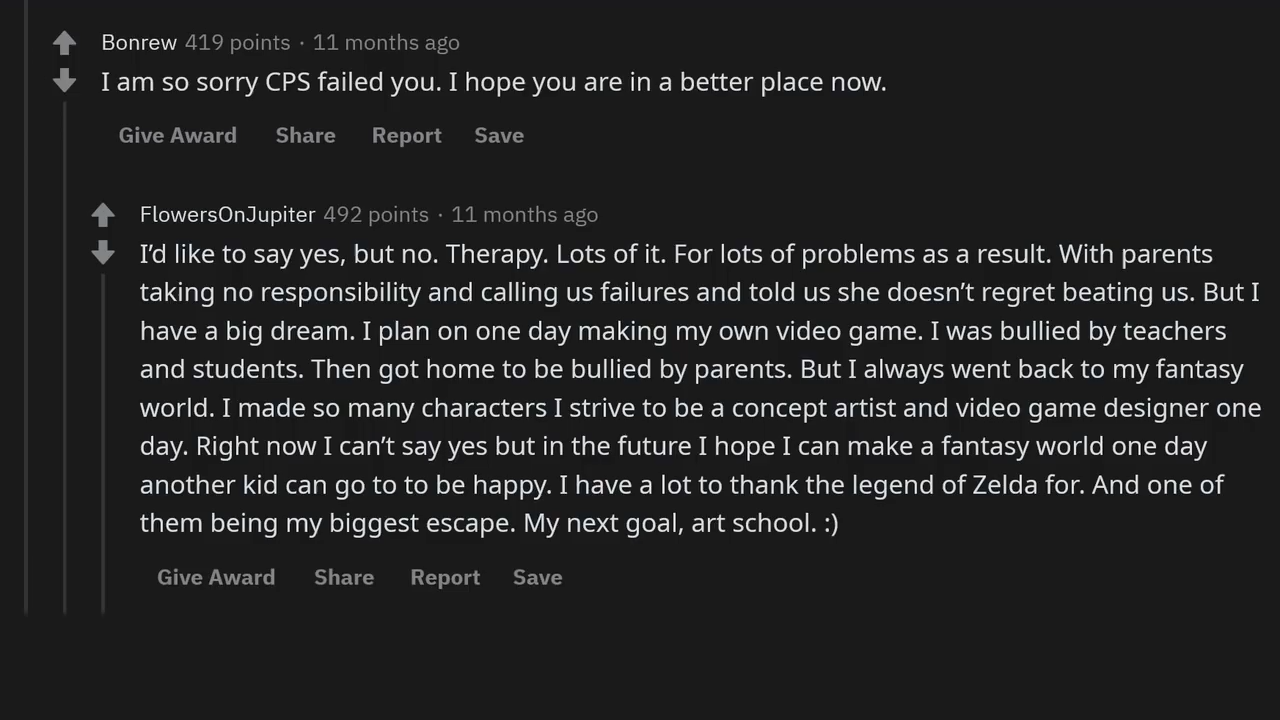 Bonrew 419 points · 11 months ago
I am so sorry CPS failed you. I hope you are in a better place now.
Give Award Share Report Save
FlowersOnJupiter 492 points · 11 months ago
I’d like to say yes, but no. Therapy. Lots of it. For lots of problems as a result. With parents
taking no responsibility and calling us failures and told us she doesn’t regret beating us. But I
have a big dream. I plan on one day making my own video game. I was bullied by teachers
and students. Then got home to be bullied by parents. But I always went back to my fantasy
world. I made so many characters I strive to be a concept artist and video game designer one
day. Right now I can’t say yes but in the future I hope I can make a fantasy world one day
another kid can go to to be happy. I have a lot to thank the legend of Zelda for. And one of
them being my biggest escape. My next goal, art school. :)
Give Award Share Report Save